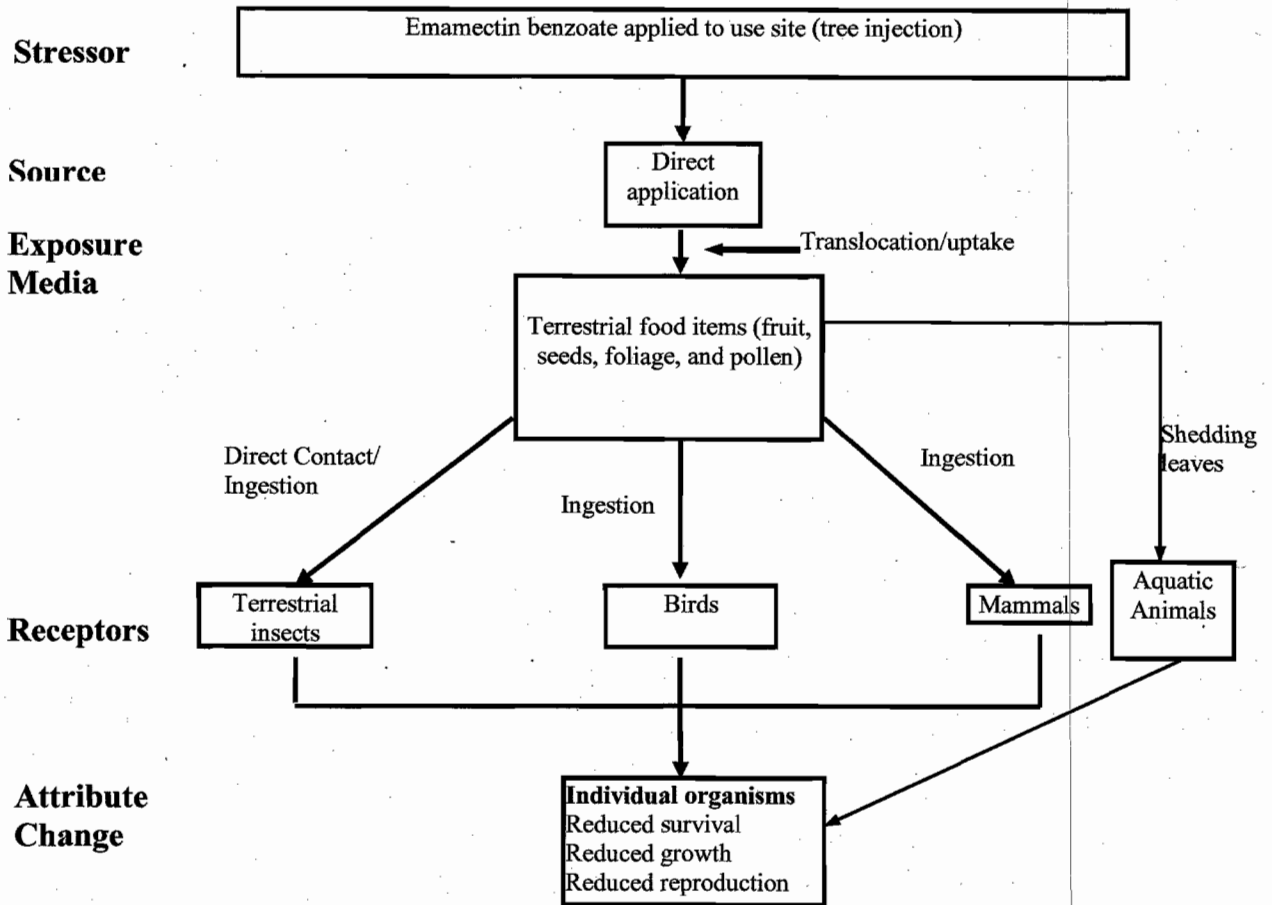 Emamectin benzoate applied to use site (tree injection)
Stressor
Source
Direct
application
Exposure
Media
Translocation/uptake
Terrestrial food items (fruit,
seeds, foliage, and pollen)
Direct Contact/
Ingestion
Ingestion
Ingestion
Shedding
leaves
Receptors
Terrestrial
insects
Birds
Mammals
Aquatic
Animals
Attribute
Change
Individual organisms
Reduced survival
Reduced growth
Reduced reproduction